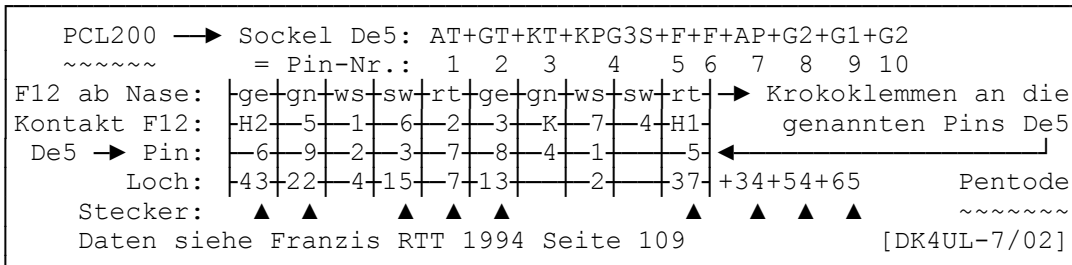 PCL200 ──► Sockel De5: AT+GT+KT+KPG3S+F+F+AP+G2+G1+G2
~~~~~~ = Pin-Nr.: 1 2 3 4 5 6 7 8 9 10
F12 ab Nase: ├ge┼gn┼ws┼sw┼rt┼ge┼gn┼ws┼sw┼rt┤─► Krokoklemmen an die
Kontakt F12: ├H2┼─5┼─1┼─6┼─2┼─3┼─K┼─7┼─4┼H1┤ genannten Pins De5
De5 ─► Pin: ├─6┼─9┼─2┼─3┼─7┼─8┼─4┼─1┼──┼─5┤◄
Loch: ├43┼22┼─4┼15┼─7┼13┼──┼─2┼──┼37┤+34+54+65 Pentode
Stecker: ▲ ▲ ▲ ▲ ▲ ▲ ▲ ▲ ▲ ~~~~~~~
Daten siehe Franzis RTT 1994 Seite 109 [DK4UL-7/02]